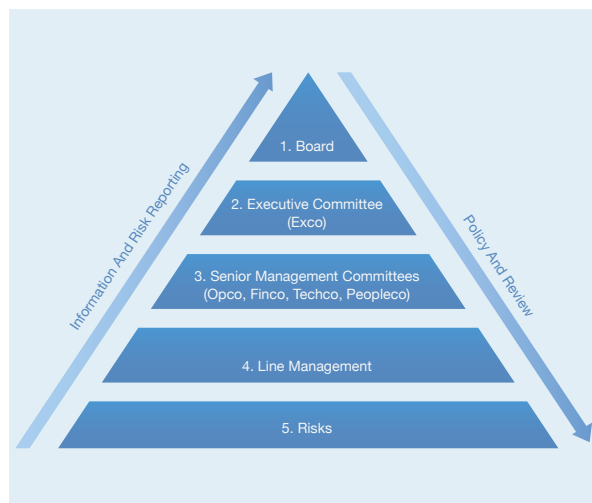 1. Board
2. Executive Committee
(Exco)
3. Senior Management Committees
(Opco, Finco, Techco, Peopleco)
4. Line Management
5. Risks
Information And Risk Reporting
Policy And Review